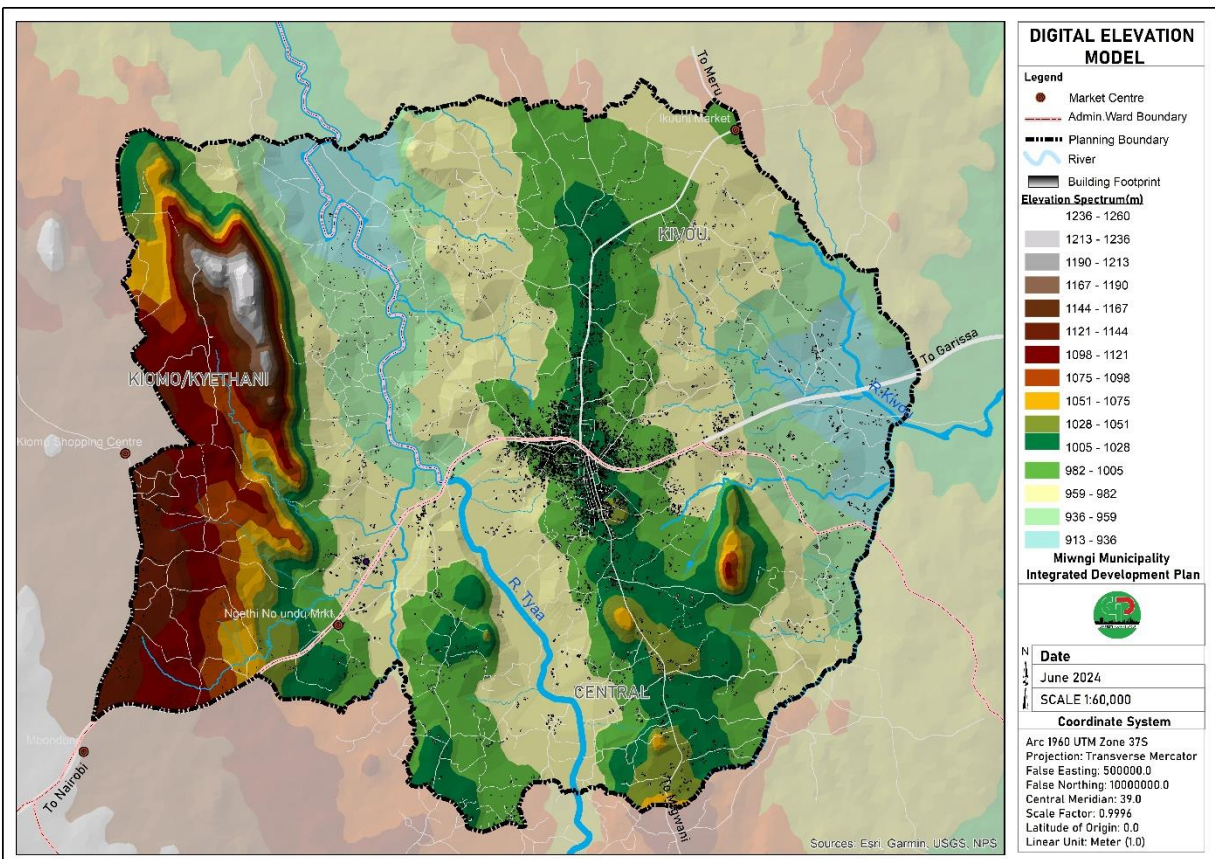 To Meru
Ikuuni Market
KIVOU
KIOMO/KYETHANI
To Garissa
R.Kivou
Kiomo Shopping Centre
Ngethi No undu Mrkt
R. Tyaa
CENTRAL
To Nairobi
To Migwani
Sources: Esri, Garmin, USGS, NPS
DIGITAL ELEVATION
MODEL
Legend
Market Centre
Admin.Ward Boundary
Planning Boundary
River
Building Footprint
Elevation Spectrum(m)
1236 - 1260
1213 - 1236
1190 - 1213
1167 - 1190
1144 - 1167
1121 - 1144
1098 - 1121
1075 - 1098
1051 - 1075
1028 - 1051
1005 - 1028
982 - 1005
959 - 982
936 - 959
913 - 936
Miwngi Municipality
Integrated Development Plan
N
Date
June 2024
SCALE 1:60,000
Coordinate System
Arc 1960 UTM Zone 37S
Projection: Transverse Mercator
False Easting: 500000.0
False Northing: 10000000.0
Central Meridian: 39.0
Scale Factor: 0.9996
Latitude of Origin: 0.0
Linear Unit: Meter (1.0)